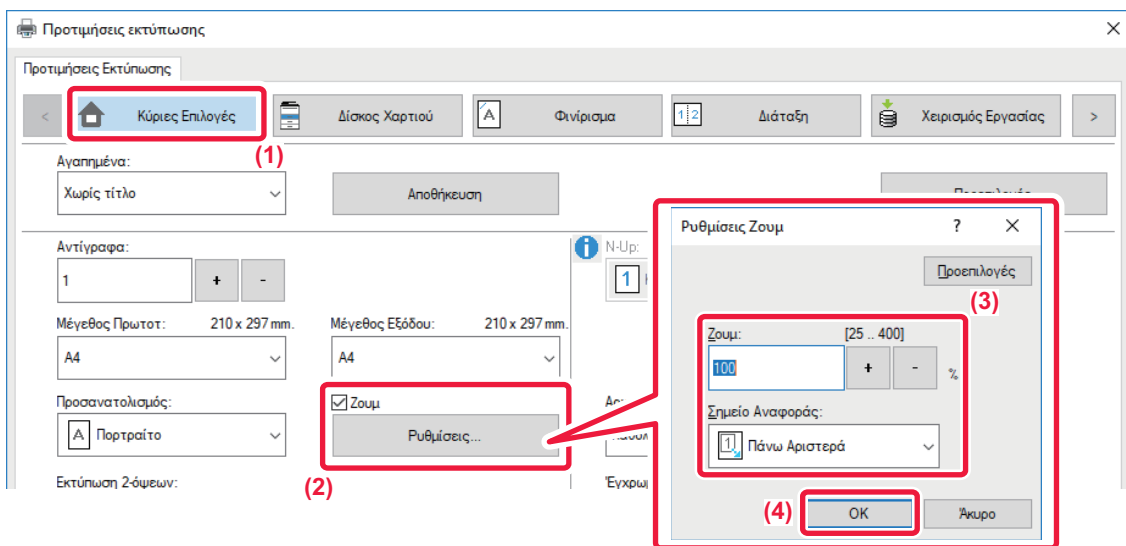 Προτιμήσεις εκτύπωσης
Προτιμήσεις Εκτύπωσης
< Κύριες Επιλογές Δίσκος Χαρτιού Φινίρισμα Διάταξη Χειρισμός Εργασίας >
(1)
Αγαπημένα:
Χωρίς τίτλο Αποθήκευση
Αντίγραφα: N-Up:
1 + - 1
Μέγεθος Πρωτοτ: 210 x 297 mm. Μέγεθος Εξόδου: 210 x 297 mm.
A4 A4
Προσανατολισμός: Ζουμ
Πορτραίτο Ρυθμίσεις...
Εκτύπωση 2-όψεων: (2)
Ρυθμίσεις Ζουμ ?
Προεπιλογές
(3)
Ζουμ: [25 .. 400]
100 + - %
Σημείο Αναφοράς:
1 Πάνω Αριστερά
(4) OK Άκυρο